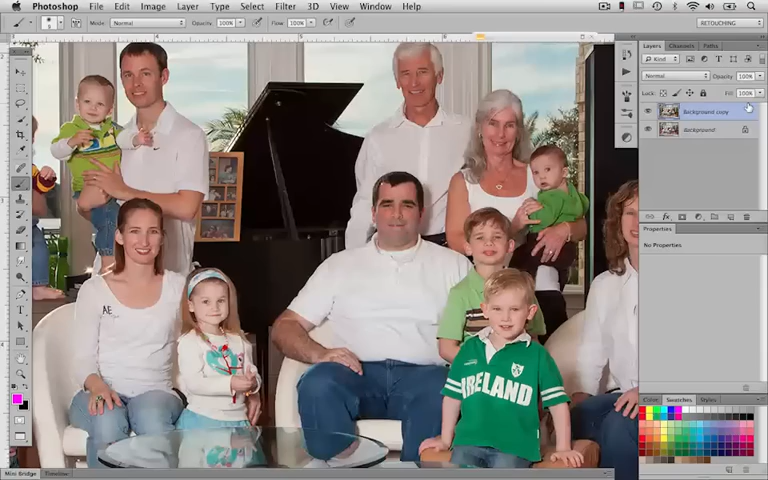 Photoshop File Edit Image Layer Type Select Filter 3D View Window Help
Mode: Normal Opacity: 100% Flow: 100% RETOUCHING
Layers Channels Paths
Kind
Normal Opacity: 100%
Lock: Fill: 100%
Background copy
Background
Properties
No Properties
AE
IRELAND
Color Swatches Styles
Mini Bridge Timeline